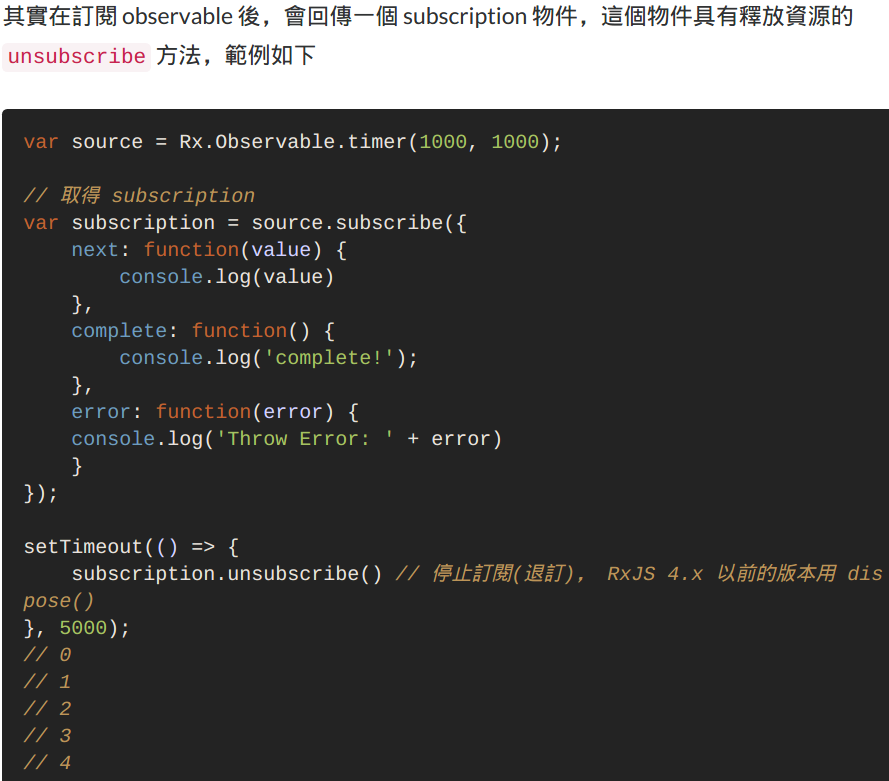 其實在訂閱 observable 後，會回傳一個 subscription 物件，這個物件具有釋放資源的
unsubscribe 方法，範例如下
var source = Rx.Observable.timer(1000, 1000);
// 取得 subscription
var subscription = source.subscribe({
    next: function(value) {
        console.log(value)
    },
    complete: function() {
        console.log('complete!');
    },
    error: function(error) {
    console.log('Throw Error: ' + error)
    }
});
setTimeout(() => {
    subscription.unsubscribe() // 停止訂閱(退訂)， RxJS 4.x 以前的版本用 dis
pose()
}, 5000);
// 0
// 1
// 2
// 3
// 4